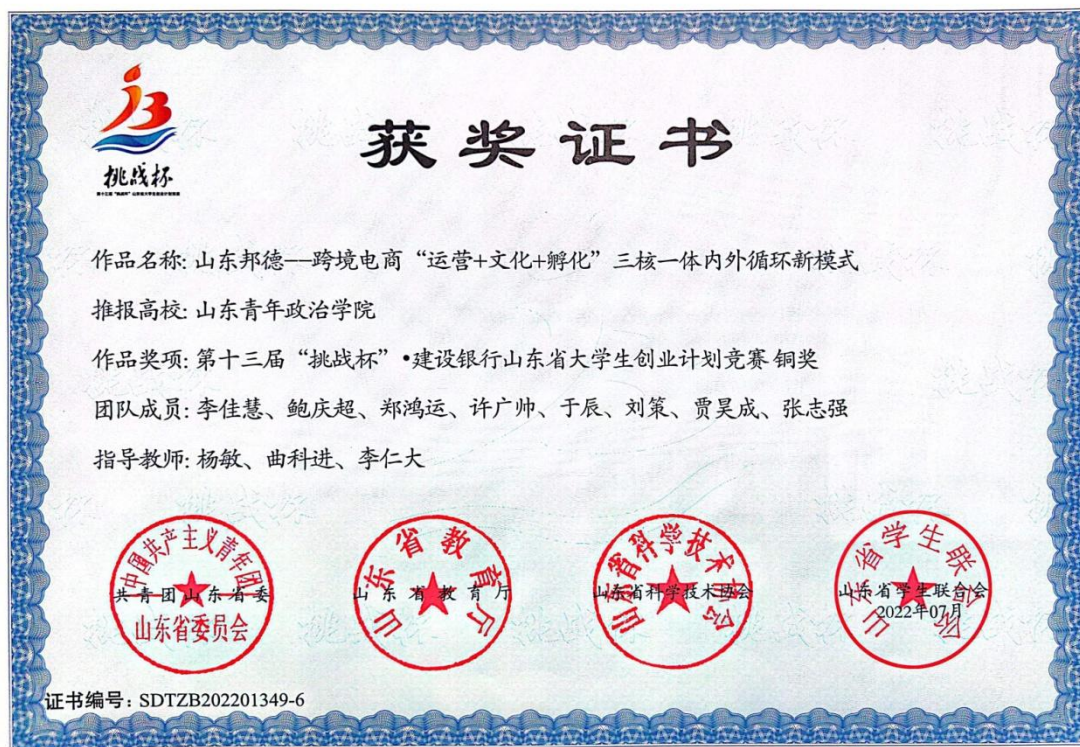 挑战杯
获奖证书
作品名称: 山东邦德——跨境电商“运营+文化+孵化”三核一体内外循环新模式
推报高校: 山东青年政治学院
作品奖项: 第十三届“挑战杯”•建设银行山东省大学生创业计划竞赛 铜奖
团队成员: 李佳慧、鲍庆超、郑鸿运、许广帅、于辰、刘策、贾昊成、张志强
指导教师: 杨敏、曲科进、李仁大
中国共产主义青年团
共青团山东省委
山东省委员会
山东省教育厅
山东省教育厅
山东省科学技术协会
山东省科学技术协会
山东省学生联合会
山东省学生联合会
2022年07月
证书编号: SDTZB202201349-6